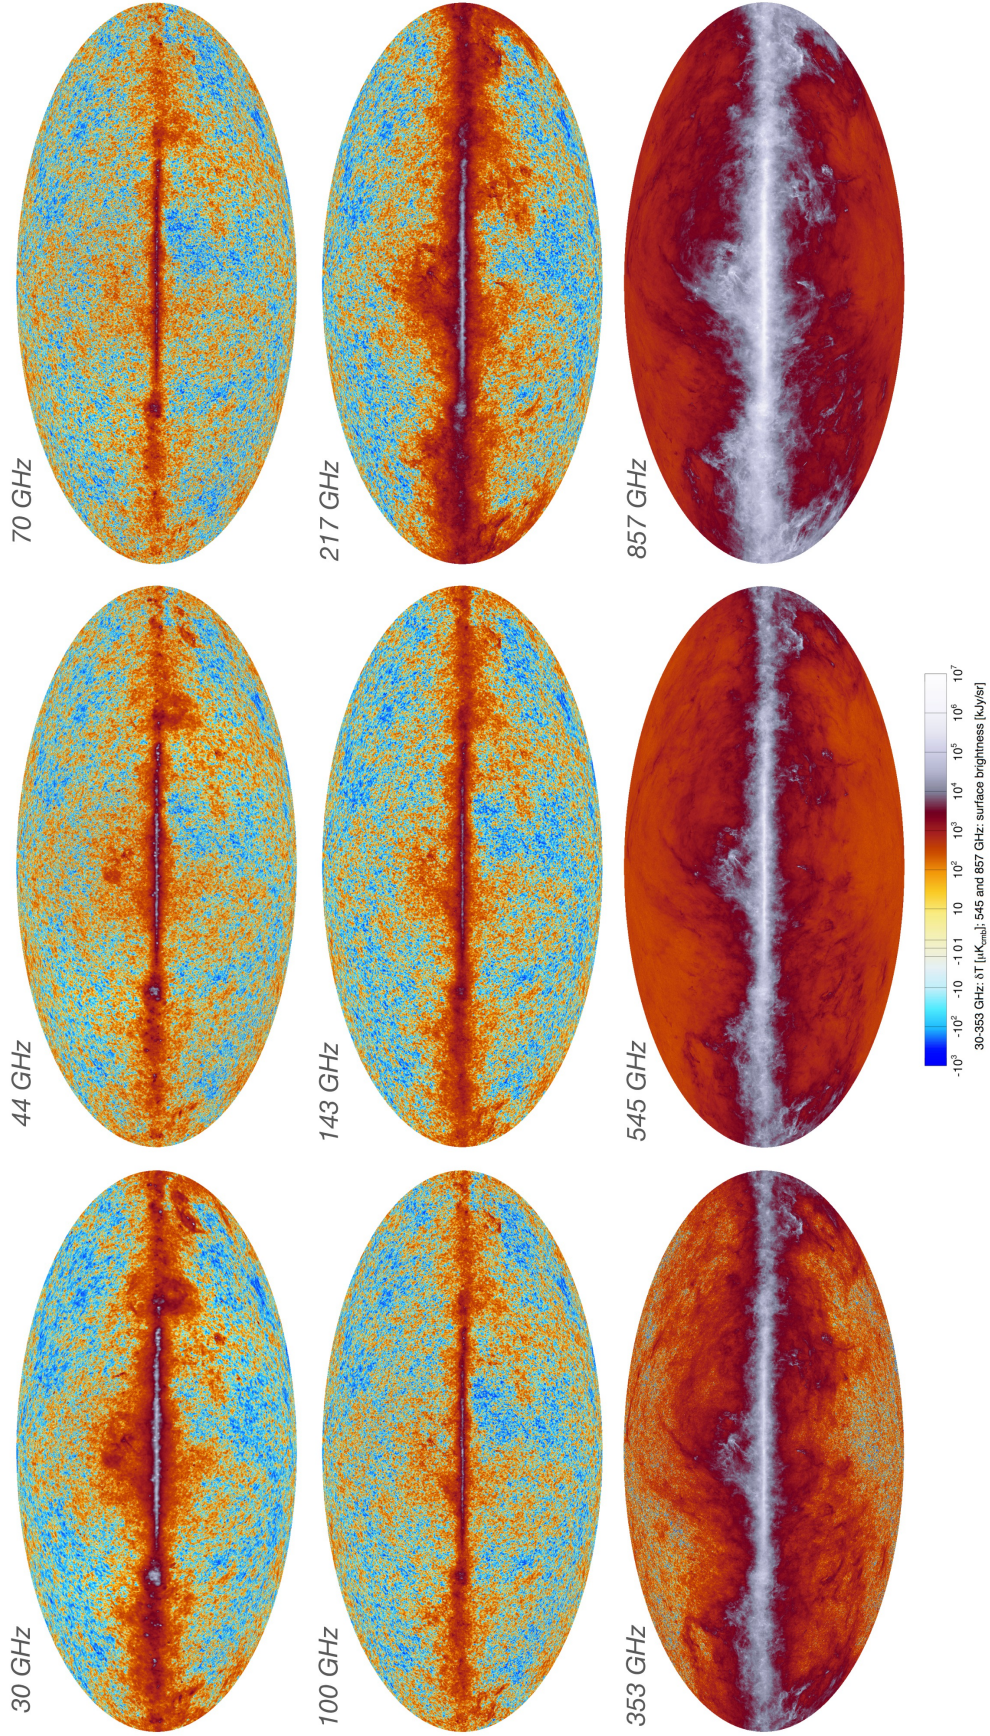 30 GHz
44 GHz
70 GHz
100 GHz
143 GHz
217 GHz
353 GHz
545 GHz
857 GHz
-10³ -10² -10 -1 0 1 10 10² 10³ 10⁴ 10⁵ 10⁶ 10⁷
30-353 GHz: δT [μKcmb]; 545 and 857 GHz: surface brightness [kJy/sr]